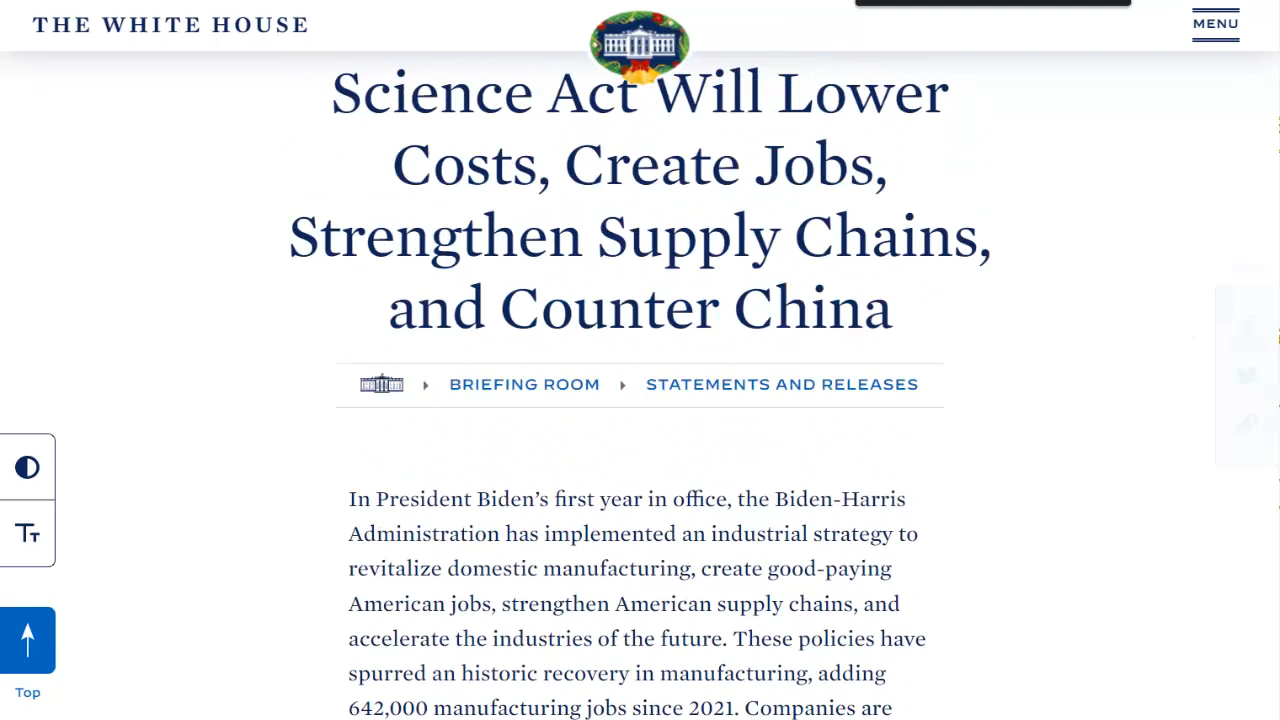 THE WHITE HOUSE
MENU
Science Act Will Lower
Costs, Create Jobs,
Strengthen Supply Chains,
and Counter China
BRIEFING ROOM
STATEMENTS AND RELEASES
In President Biden’s first year in office, the Biden-Harris
Administration has implemented an industrial strategy to
revitalize domestic manufacturing, create good-paying
American jobs, strengthen American supply chains, and
accelerate the industries of the future. These policies have
spurred an historic recovery in manufacturing, adding
642,000 manufacturing jobs since 2021. Companies are
TT
Top